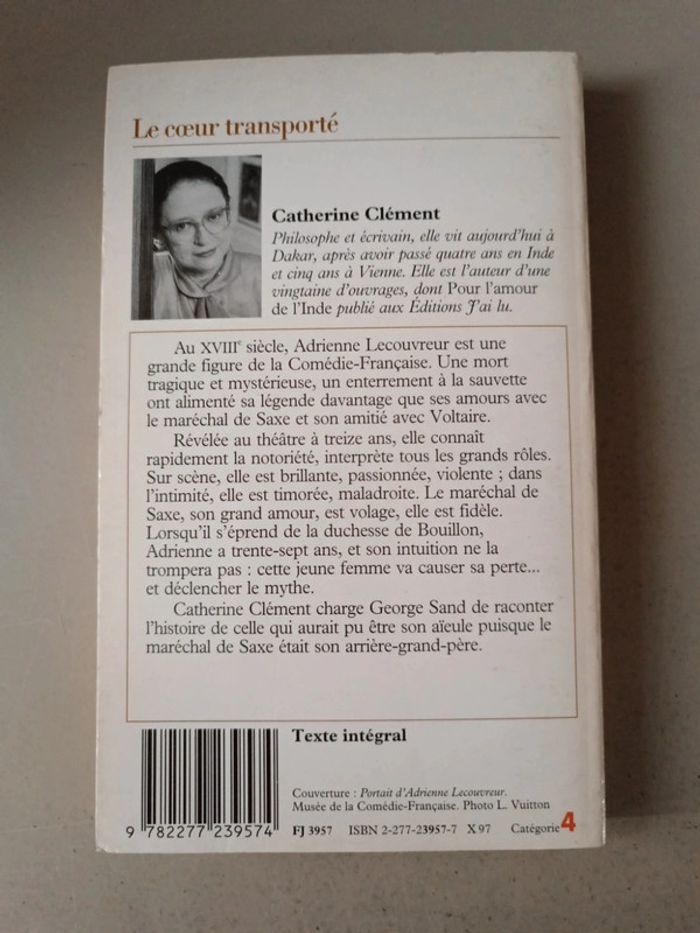 Le cœur transporté
Catherine Clément
Philosophe et écrivain, elle vit aujourd'hui à
Dakar, après avoir passé quatre ans en Inde
et cinq ans à Vienne. Elle est l'auteur d'une
vingtaine d'ouvrages, dont Pour l'amour
de l'Inde publié aux Éditions J'ai lu.
Au XVIIIe siècle, Adrienne Lecouvreur est une
grande figure de la Comédie-Française. Une mort
tragique et mystérieuse, un enterrement à la sauvette
ont alimenté sa légende davantage que ses amours avec
le maréchal de Saxe et son amitié avec Voltaire.
Révélée au théâtre à treize ans, elle connaît
rapidement la notoriété, interprète tous les grands rôles.
Sur scène, elle est brillante, passionnée, violente ; dans
l'intimité, elle est timorée, maladroite. Le maréchal de
Saxe, son grand amour, est volage, elle est fidèle.
Lorsqu'il s'éprend de la duchesse de Bouillon,
Adrienne a trente-sept ans, et son intuition ne la
trompera pas : cette jeune femme va causer sa perte...
et déclencher le mythe.
Catherine Clément charge George Sand de raconter
l'histoire de celle qui aurait pu être son aïeule puisque le
maréchal de Saxe était son arrière-grand-père.
Texte intégral
Couverture : Portait d'Adrienne Lecouvreur.
Musée de la Comédie-Française. Photo L. Vuitton
9 782277 239574
FJ 3957 ISBN 2-277-23957-7 X 97 Catégorie 4